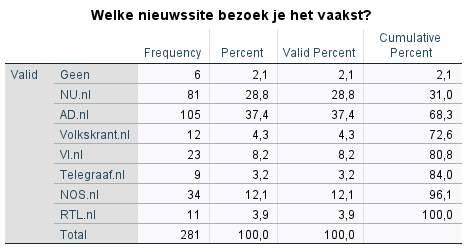 Welke nieuwssite bezoek je het vaakst?
Frequency Percent Valid Percent Cumulative Percent
Valid Geen 6 2,1 2,1 2,1
NU.nl 81 28,8 28,8 31,0
AD.nl 105 37,4 37,4 68,3
Volkskrant.nl 12 4,3 4,3 72,6
VI.nl 23 8,2 8,2 80,8
Telegraaf.nl 9 3,2 3,2 84,0
NOS.nl 34 12,1 12,1 96,1
RTL.nl 11 3,9 3,9 100,0
Total 281 100,0 100,0